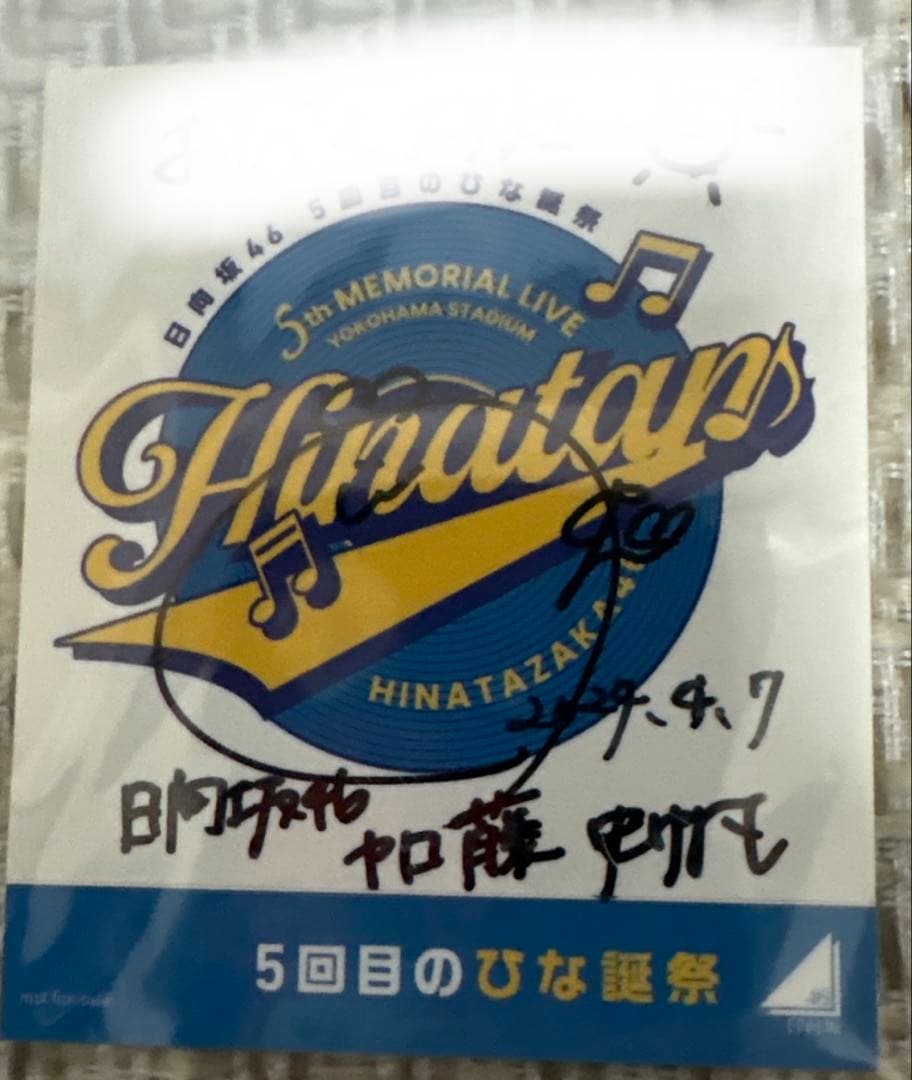 日向坂46 5回目のひな誕祭
5th MEMORIAL LIVE
YOKOHAMA STADIUM
Hinatans
HINATAZAKA46
2024.4.7
日向坂46
加藤史帆
5回目のひな誕祭
not for sale